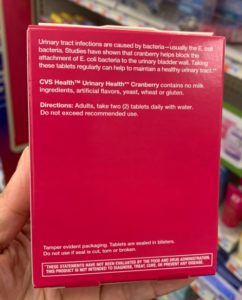 Urinary tract infections are caused by bacteria—usually the E. coli
bacteria. Studies have shown that cranberry helps block the
attachment of E. coli bacteria to the urinary bladder wall. Taking
these tablets regularly can help to maintain a healthy urinary tract.**
CVS Health™ Urinary Health** Cranberry contains no milk
ingredients, artificial flavors, yeast, wheat or gluten.
Directions: Adults, take two (2) tablets daily with water.
Do not exceed recommended use.
Tamper evident packaging. Tablets are sealed in blisters.
Do not use if seal is cut, torn or broken.
**THESE STATEMENTS HAVE NOT BEEN EVALUATED BY THE FOOD AND DRUG ADMINISTRATION.
THIS PRODUCT IS NOT INTENDED TO DIAGNOSE, TREAT, CURE, OR PREVENT ANY DISEASE.